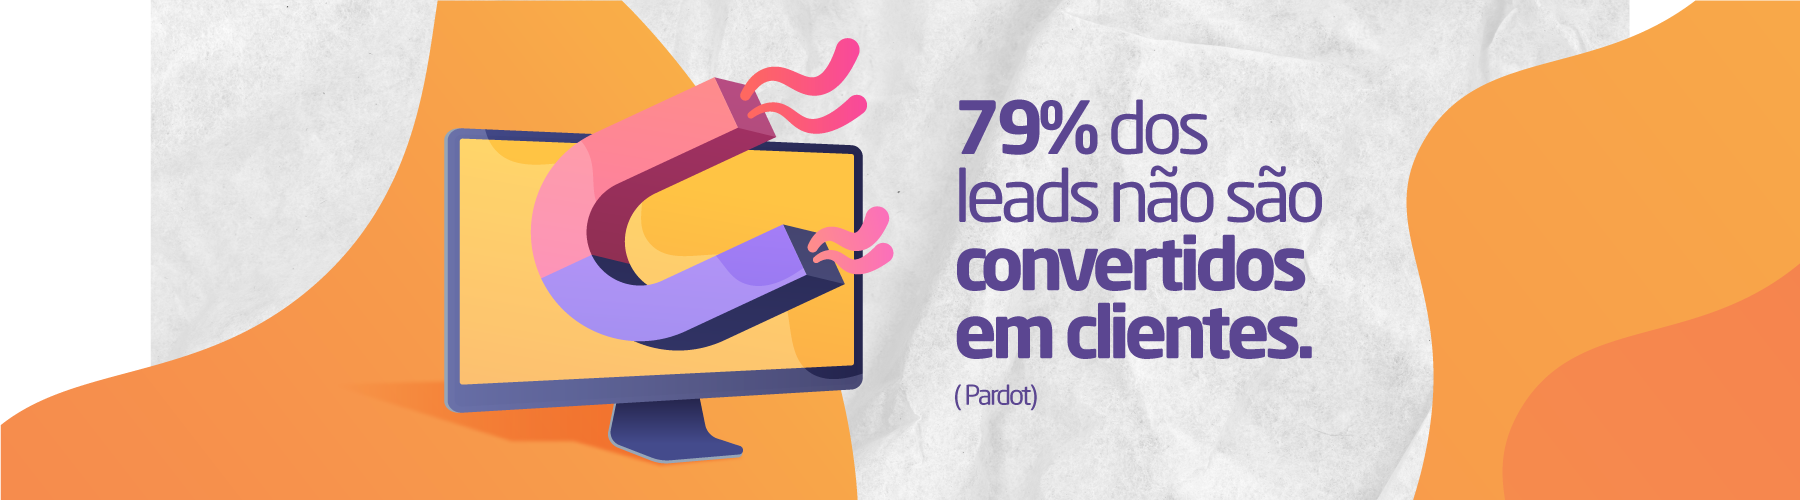 79% dos
leads não são
convertidos
em clientes.
( Pardot)